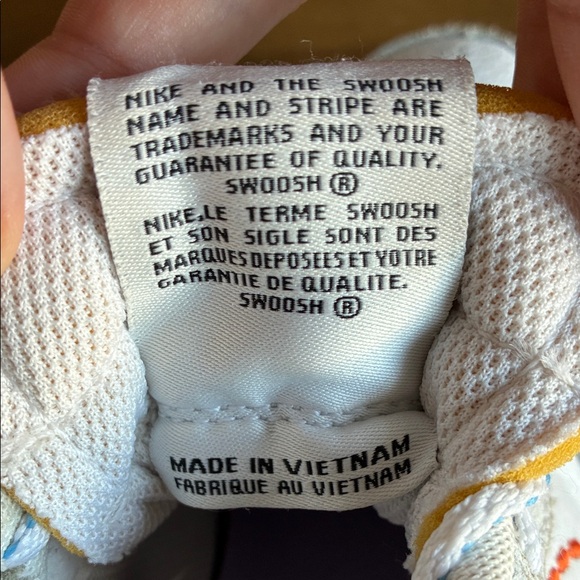 NIKE AND THE SWOOSH
NAME AND STRIPE ARE
TRADEMARKS AND YOUR
GUARANTEE OF QUALITY.
SWOOSH ®
NIKE,LE TERME SWOOSH
ET SON SIGLE SONT DES
MARQUES DEPOSEES ET VOTRE
GARANTIE DE QUALITE.
SWOOSH ®
MADE IN VIETNAM
FABRIQUE AU VIETNAM